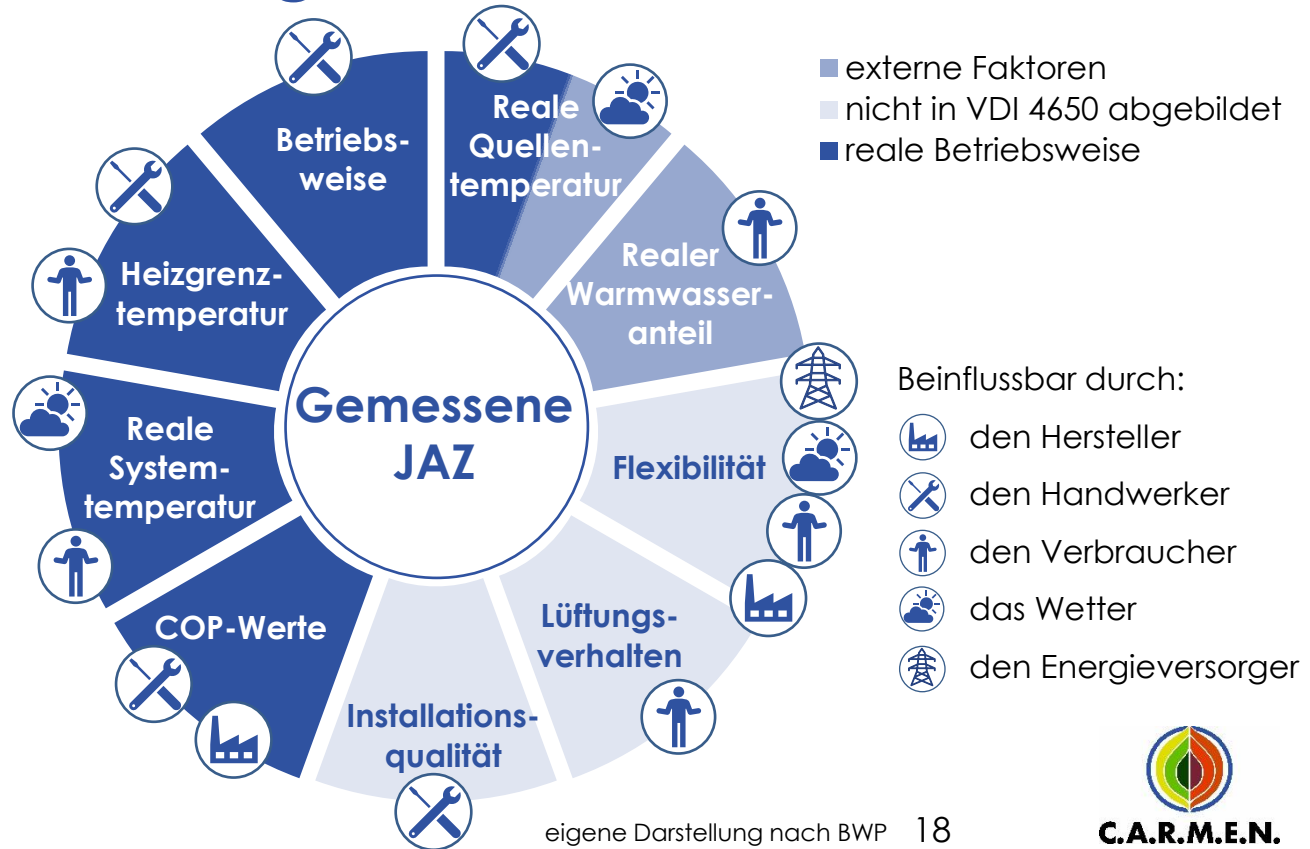 Betriebs-
weise
Reale
Quellen-
temperatur
Realer
Warmwasser-
anteil
Flexibilität
Lüftungs-
verhalten
Installations-
qualität
COP-Werte
Reale
System-
temperatur
Heizgrenz-
temperatur
Gemessene
JAZ
externe Faktoren
nicht in VDI 4650 abgebildet
reale Betriebsweise
Beinflussbar durch:
den Hersteller
den Handwerker
den Verbraucher
das Wetter
den Energieversorger
eigene Darstellung nach BWP 18
C.A.R.M.E.N.